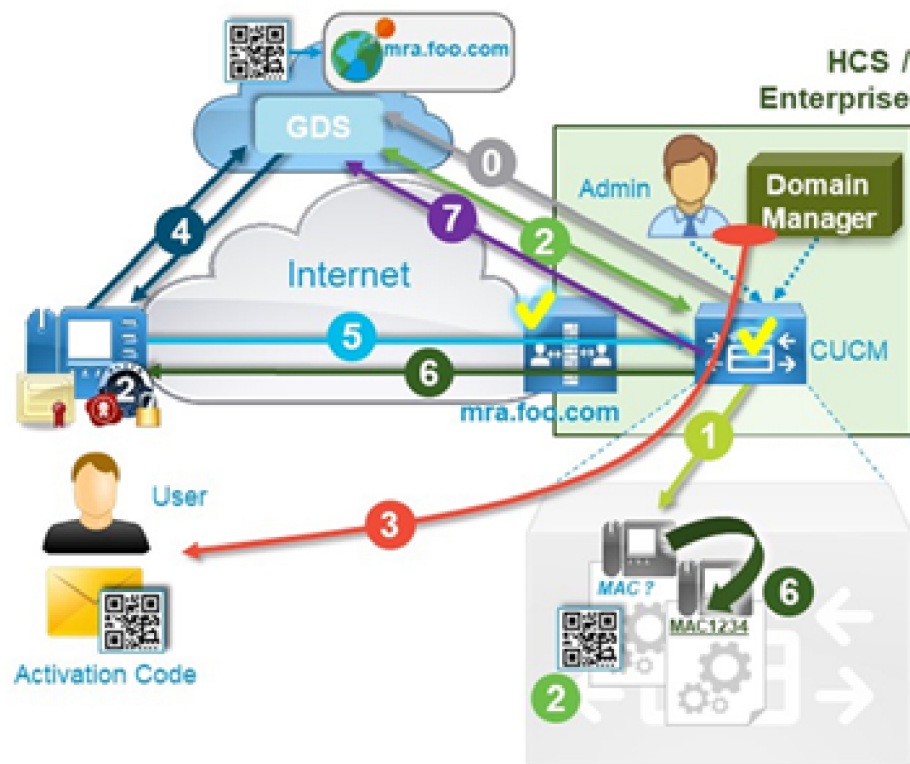 mra.foo.com
HCS /
Enterprise
GDS
0
Admin
Domain
Manager
4
7
2
Internet
5
CUCM
2
6
mra.foo.com
1
User
3
MAC ?
6
MAC1234
2
Activation Code